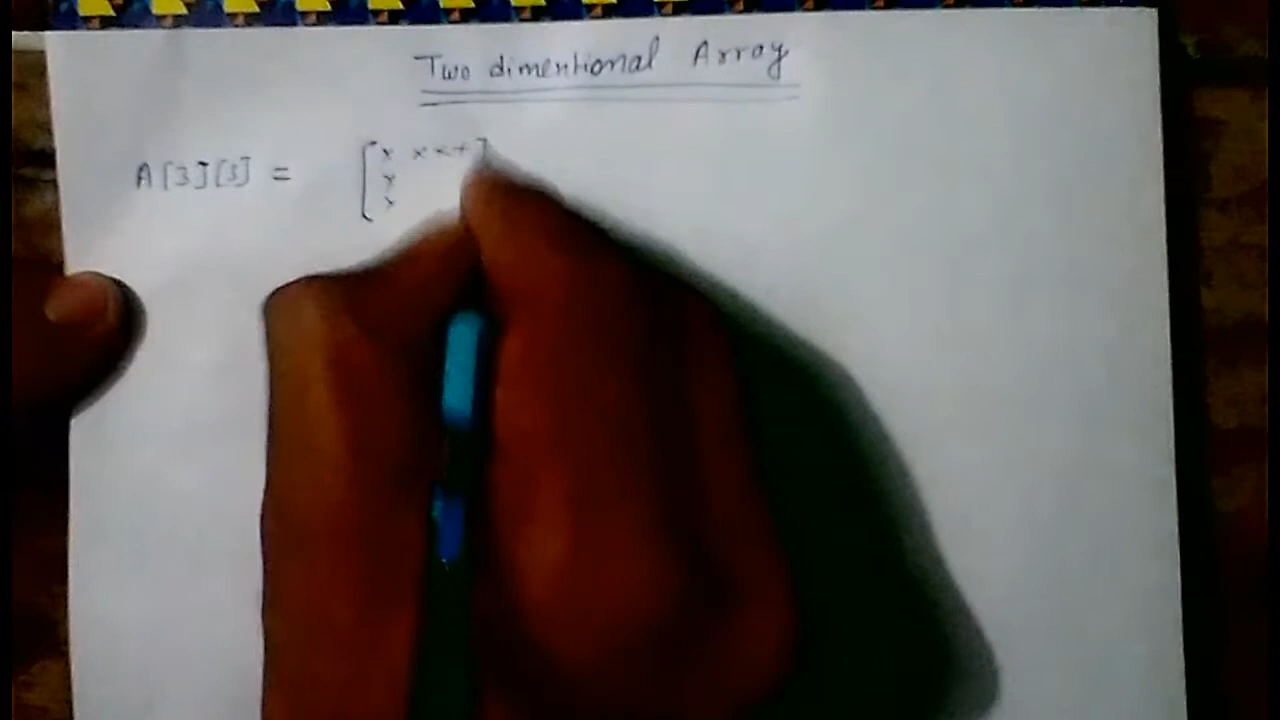 Two dimentional Array
A[3][3] = [ x x x +
x
x